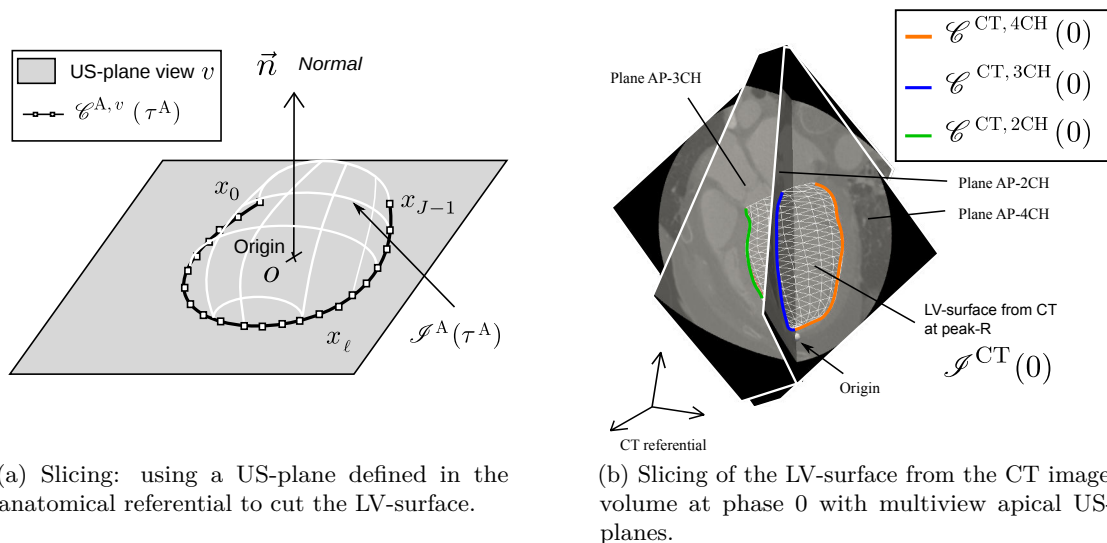 US-plane view v
𝒞^{A, v} (τ^A)
n⃗ Normal
x_0
x_{J−1}
Origin
O
x_ℓ
𝒮^A(τ^A)
(a) Slicing: using a US-plane defined in the
anatomical referential to cut the LV-surface.
𝒞^{CT, 4CH}(0)
𝒞^{CT, 3CH}(0)
𝒞^{CT, 2CH}(0)
Plane AP-3CH
Plane AP-2CH
Plane AP-4CH
LV-surface from CT
at peak-R
𝒮^{CT}(0)
Origin
CT referential
(b) Slicing of the LV-surface from the CT image
volume at phase 0 with multiview apical US-
planes.